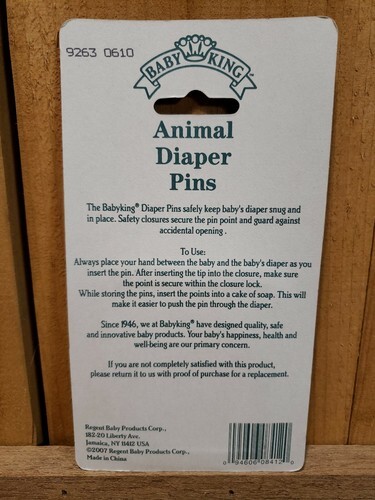 9263 0610
BABY KING
Animal
Diaper
Pins
The Babyking® Diaper Pins safely keep baby's diaper snug and
in place. Safety closures secure the pin point and guard against
accidental opening .
To Use:
Always place your hand between the baby and the baby's diaper as you
insert the pin. After inserting the tip into the closure, make sure
the point is secure within the closure lock.
While storing the pins, insert the points into a cake of soap. This will
make it easier to push the pin through the diaper.
Since 1946, we at Babyking® have designed quality, safe
and innovative baby products. Your baby's happiness, health and
well-being are our primary concern.
If you are not completely satisfied with this product,
please return it to us with proof of purchase for a replacement.
Regent Baby Products Corp.,
182-20 Liberty Ave.
Jamaica, NY 11412 USA
©2007 Regent Baby Products Corp.,
Made in China
0 94606 08412 9